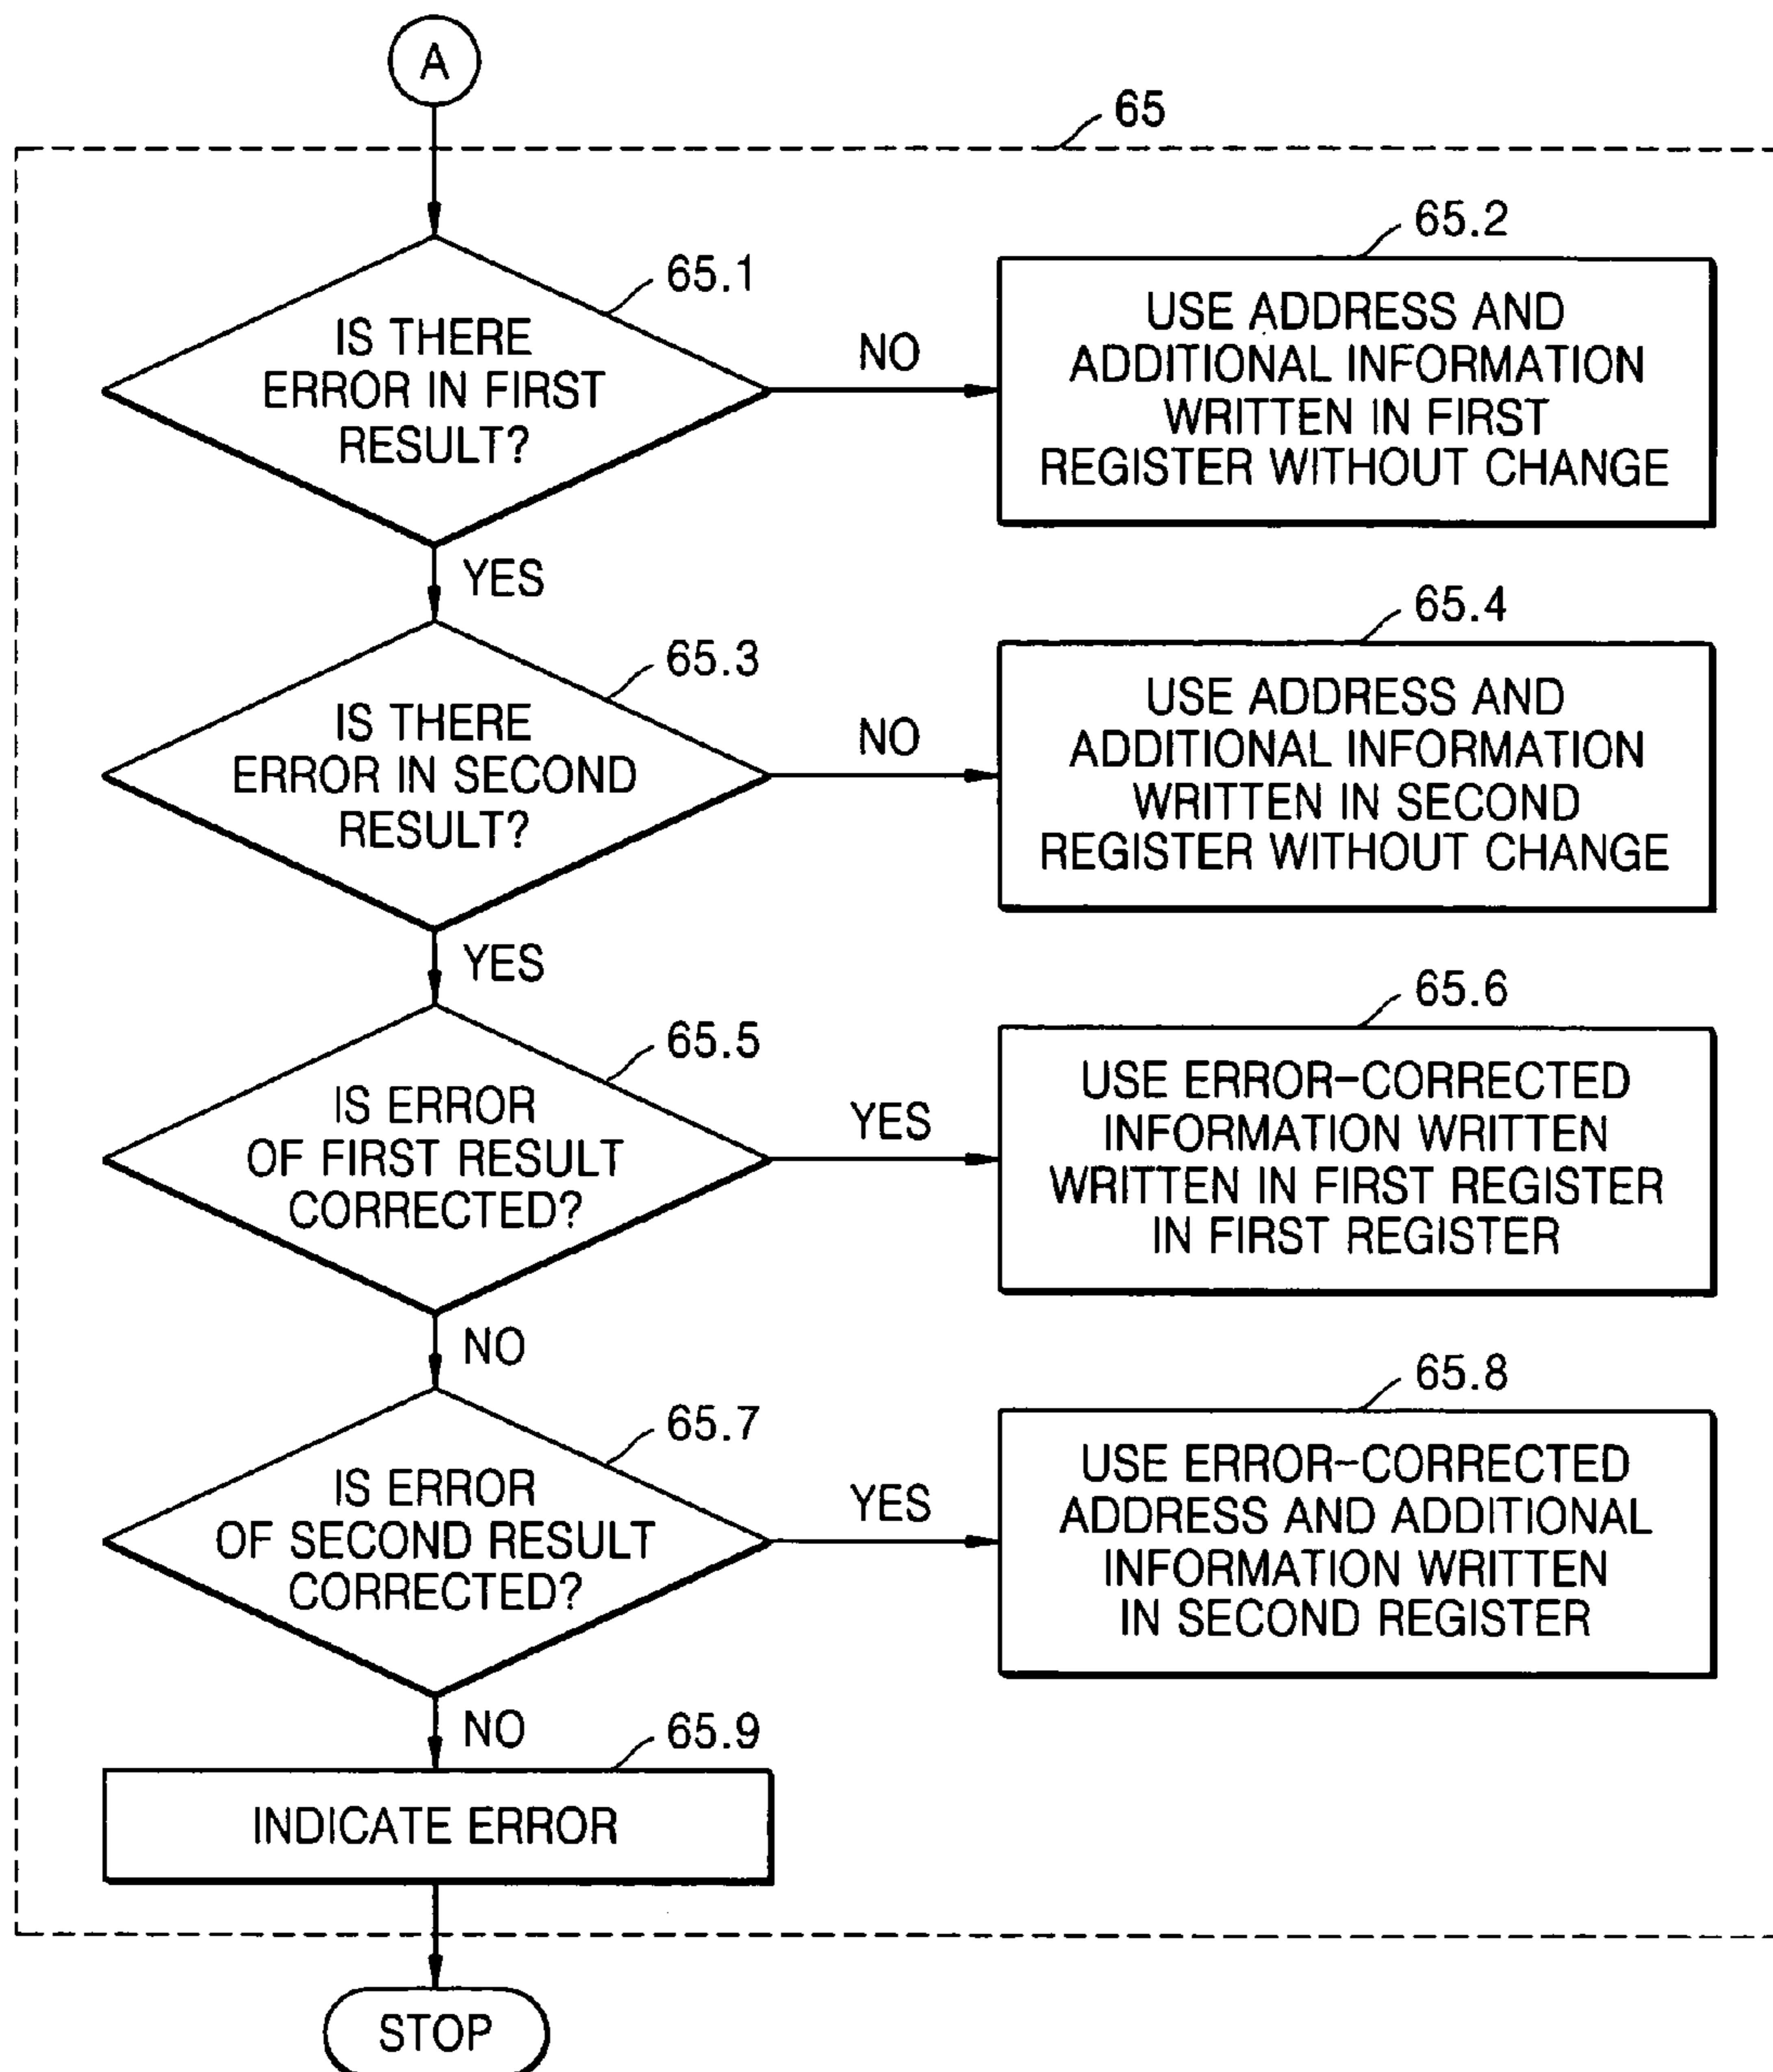 A
65
65.1
IS THERE
ERROR IN FIRST
RESULT?
NO
65.2
USE ADDRESS AND
ADDITIONAL INFORMATION
WRITTEN IN FIRST
REGISTER WITHOUT CHANGE
YES
65.3
IS THERE
ERROR IN SECOND
RESULT?
NO
65.4
USE ADDRESS AND
ADDITIONAL INFORMATION
WRITTEN IN SECOND
REGISTER WITHOUT CHANGE
YES
65.5
IS ERROR
OF FIRST RESULT
CORRECTED?
YES
65.6
USE ERROR-CORRECTED
INFORMATION WRITTEN
WRITTEN IN FIRST REGISTER
IN FIRST REGISTER
NO
65.7
IS ERROR
OF SECOND RESULT
CORRECTED?
YES
65.8
USE ERROR-CORRECTED
ADDRESS AND ADDITIONAL
INFORMATION WRITTEN
IN SECOND REGISTER
NO
65.9
INDICATE ERROR
STOP